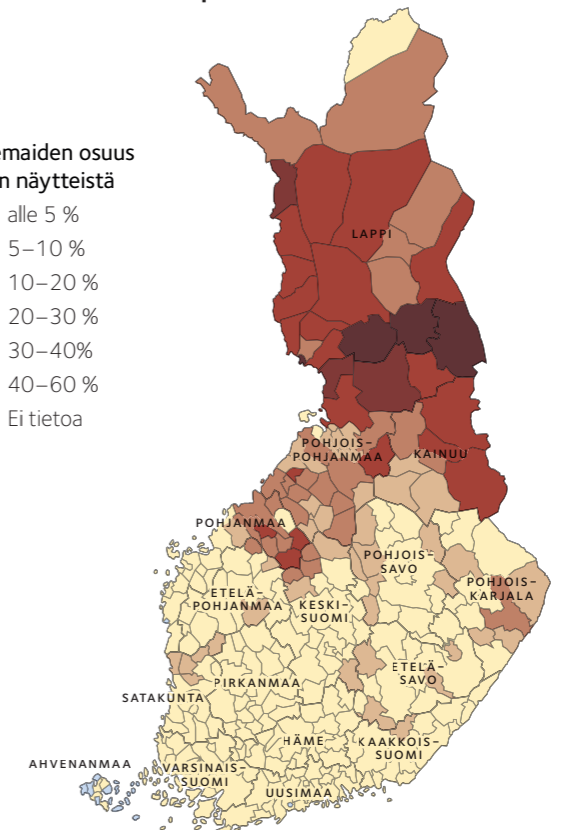 emaiden osuus
n näytteistä
alle 5 %
5–10 %
10–20 %
20–30 %
30–40%
40–60 %
Ei tietoa
LAPPI
POHJOIS-
POHJANMAA
KAINUU
POHJANMAA
POHJOIS-
SAVO
POHJOIS-
KARJALA
ETELÄ-
POHJANMAA
KESKI-
SUOMI
ETELÄ-
SAVO
PIRKANMAA
SATAKUNTA
HÄME
KAAKKOIS-
SUOMI
AHVENANMAA
VARSINAIS-
SUOMI
UUSIMAA